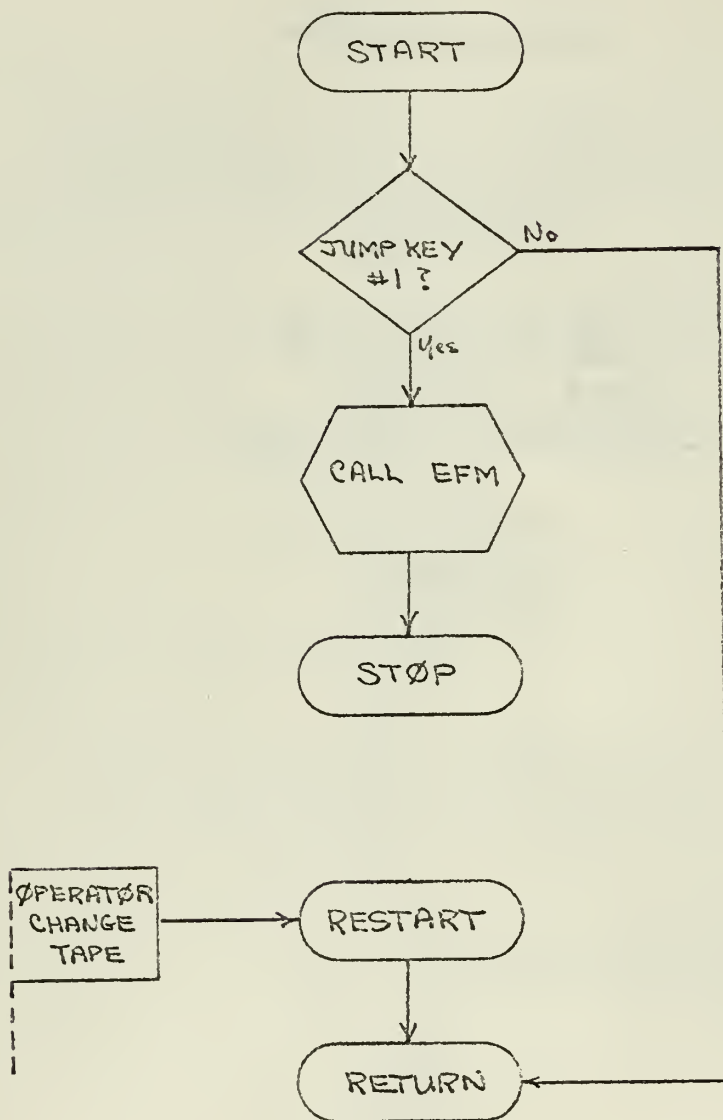 START
JUMP KEY
#1?
No
Yes
CALL EFM
STØP
ØPERATØR
CHANGE
TAPE
RESTART
RETURN